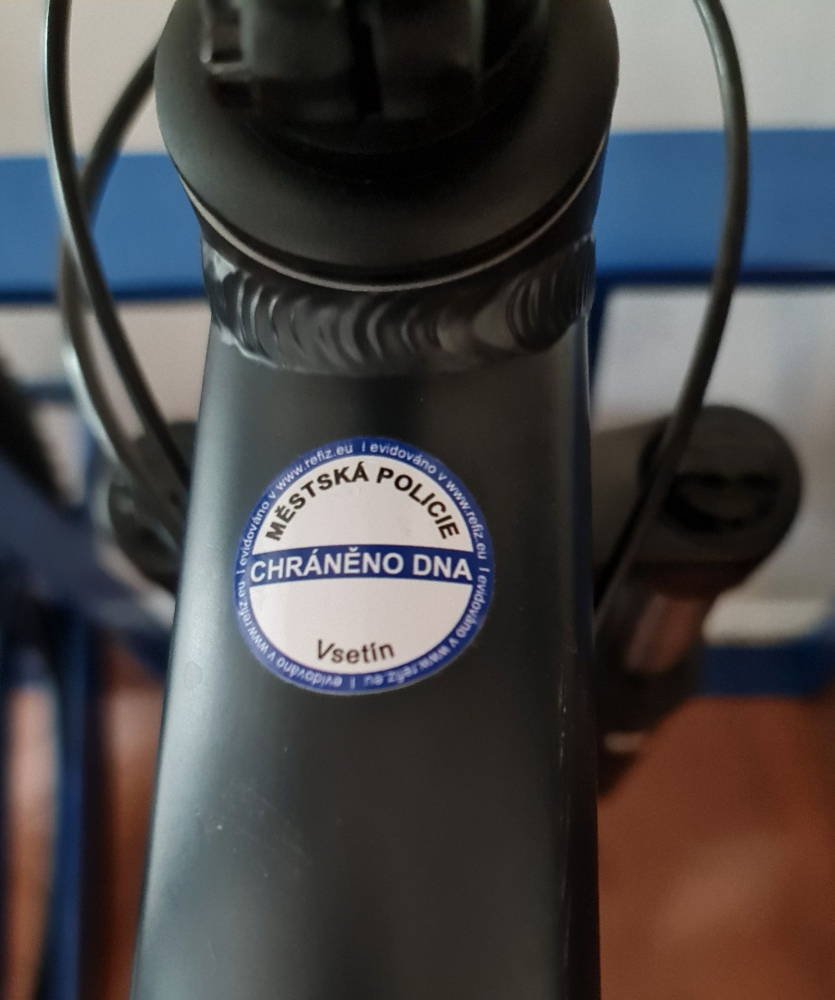 evidováno v www.refiz.eu | evidováno v www.refiz.eu | evidováno v www.refiz.eu | evidováno v www.refiz.eu |
MĚSTSKÁ POLICIE
CHRÁNĚNO DNA
Vsetín